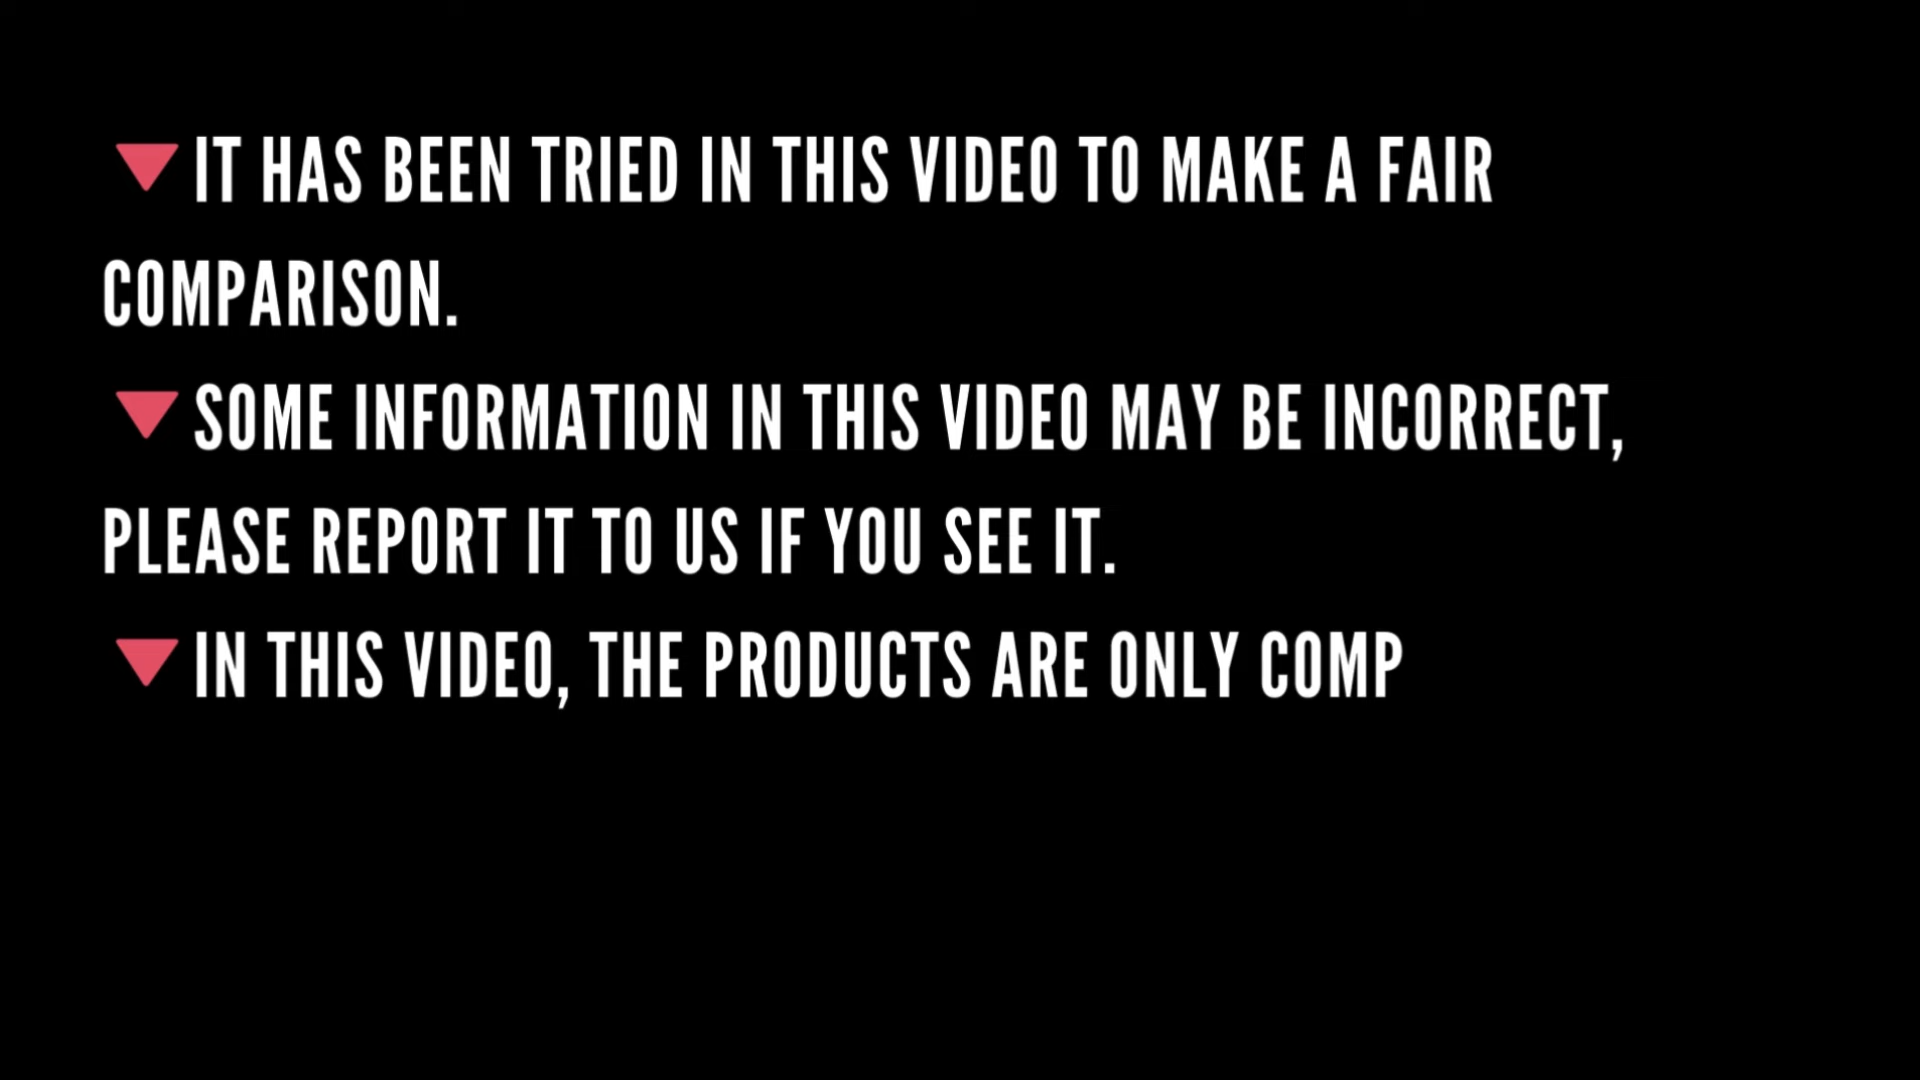 🔻IT HAS BEEN TRIED IN THIS VIDEO TO MAKE A FAIR
COMPARISON.
🔻SOME INFORMATION IN THIS VIDEO MAY BE INCORRECT,
PLEASE REPORT IT TO US IF YOU SEE IT.
🔻IN THIS VIDEO, THE PRODUCTS ARE ONLY COMP